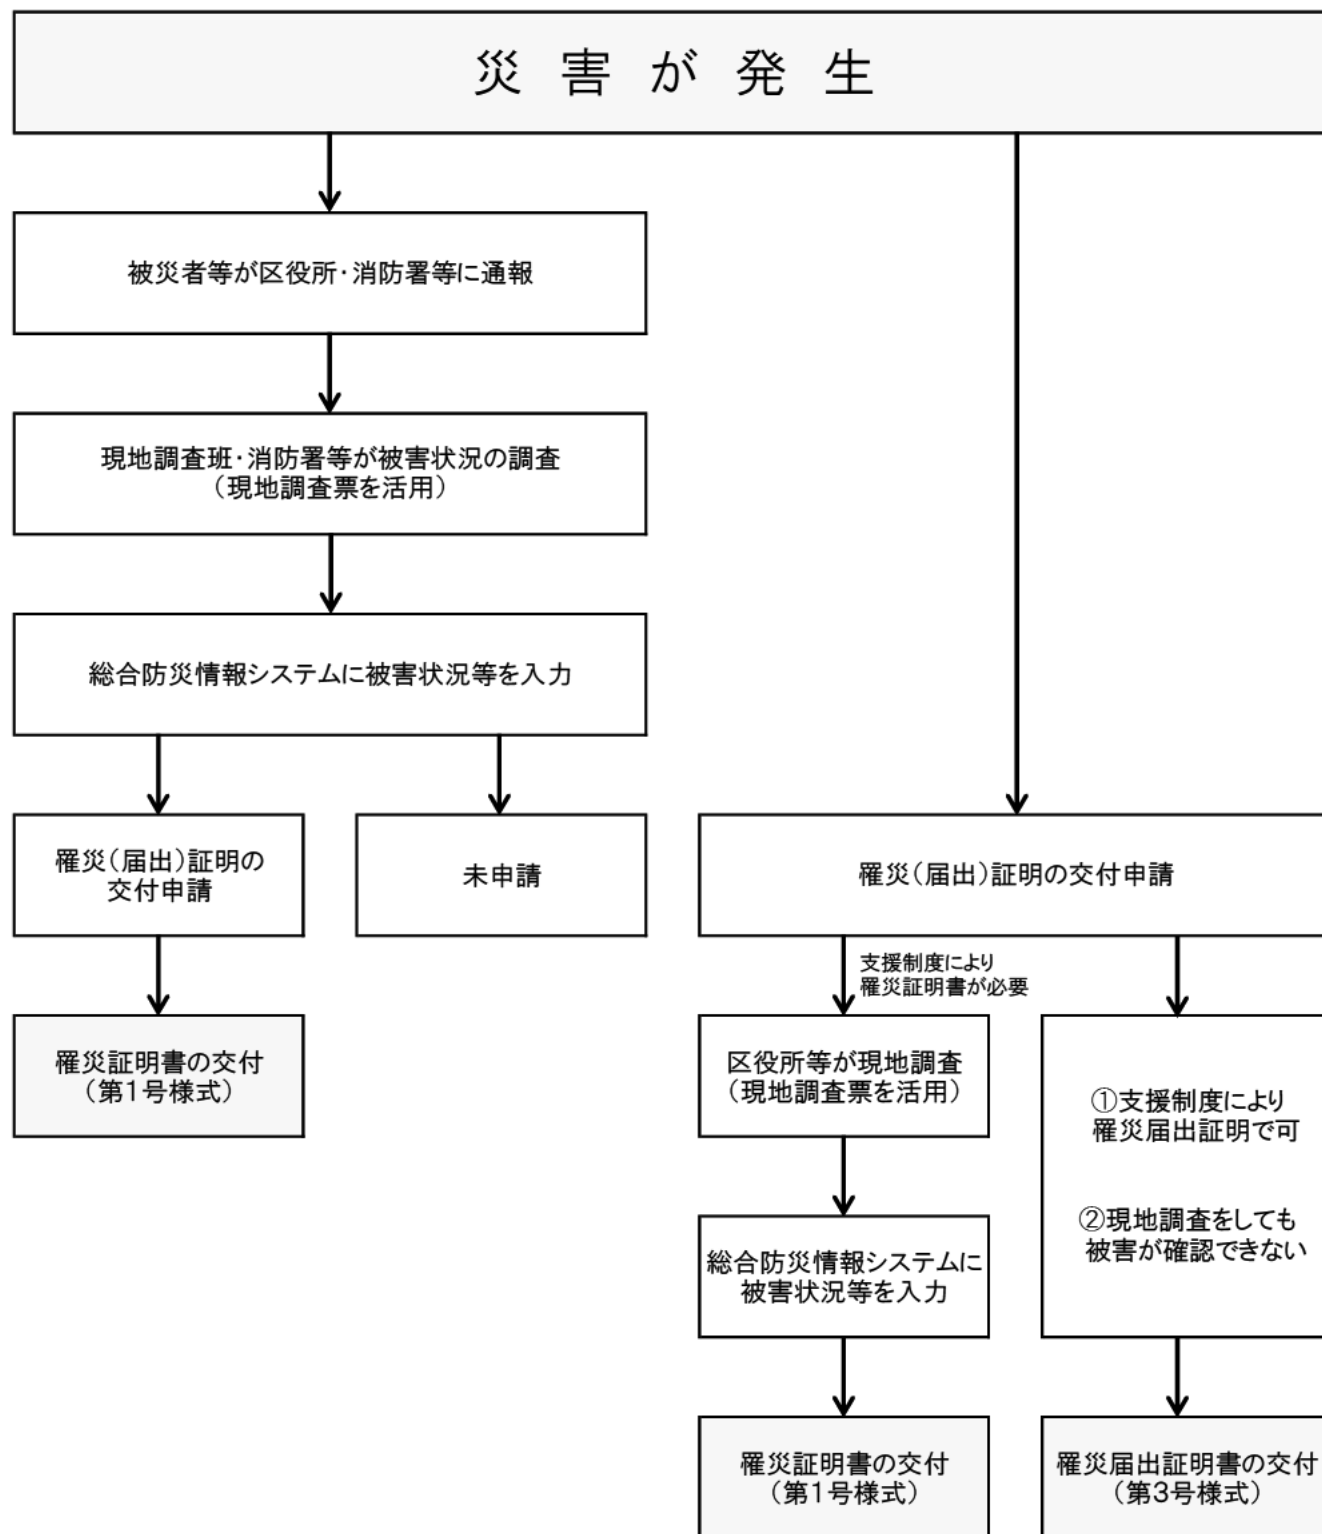 災害が発生
被災者等が区役所・消防署等に通報
現地調査班・消防署等が被害状況の調査
（現地調査票を活用）
総合防災情報システムに被害状況等を入力
罹災（届出）証明の
交付申請
未申請
罹災証明書の交付
（第1号様式）
罹災（届出）証明の交付申請
支援制度により
罹災証明書が必要
区役所等が現地調査
（現地調査票を活用）
総合防災情報システムに
被害状況等を入力
罹災証明書の交付
（第1号様式）
①支援制度により
罹災届出証明で可
②現地調査をしても
被害が確認できない
罹災届出証明書の交付
（第3号様式）